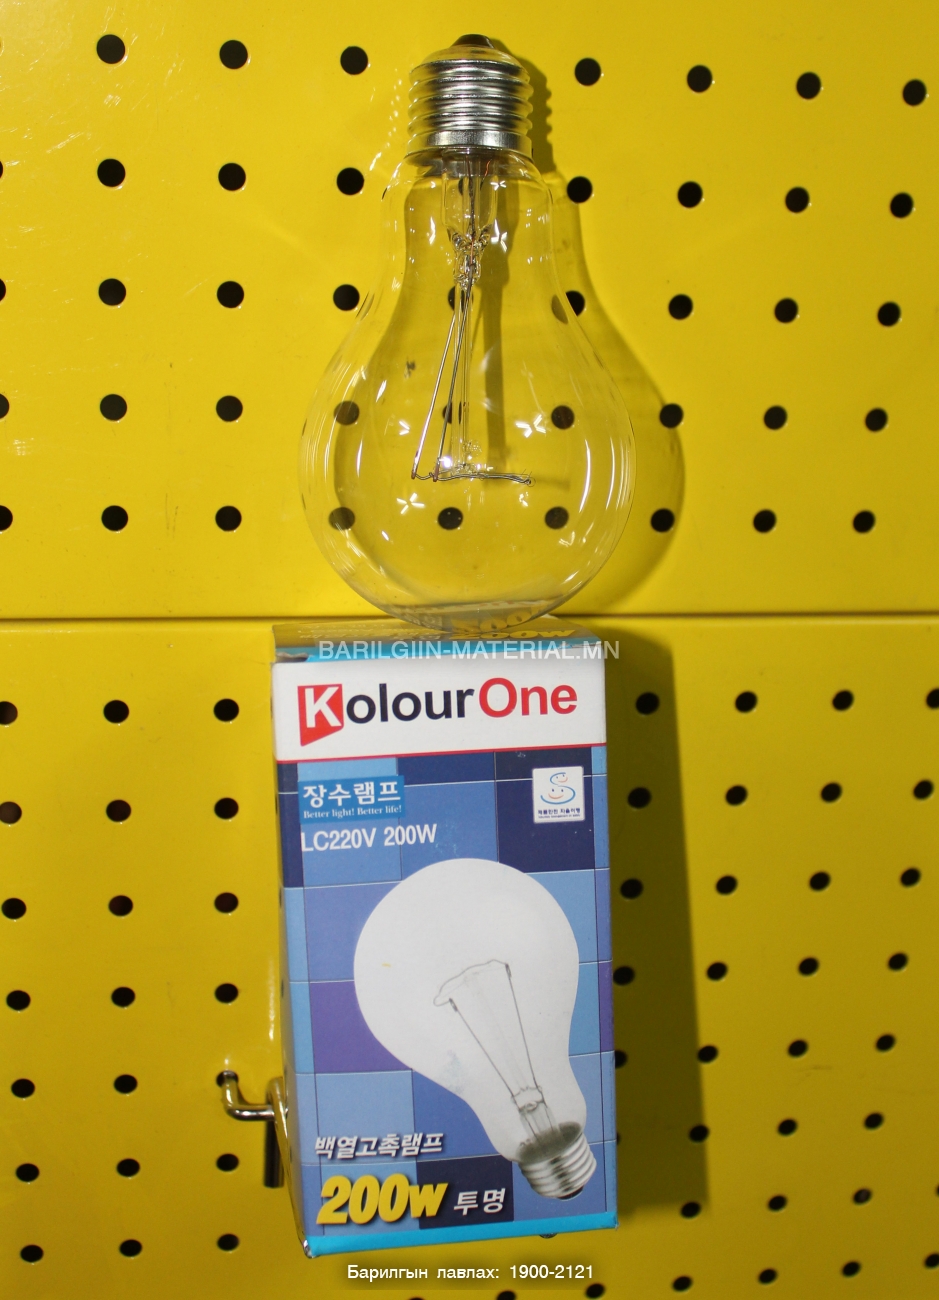 BARILGIIN-MATERIAL.MN
KolourOne
장수램프
Better light! Better life!
LC220V 200W
백열고촉램프
200w 투명
Барилгын лавлах: 1900-2121